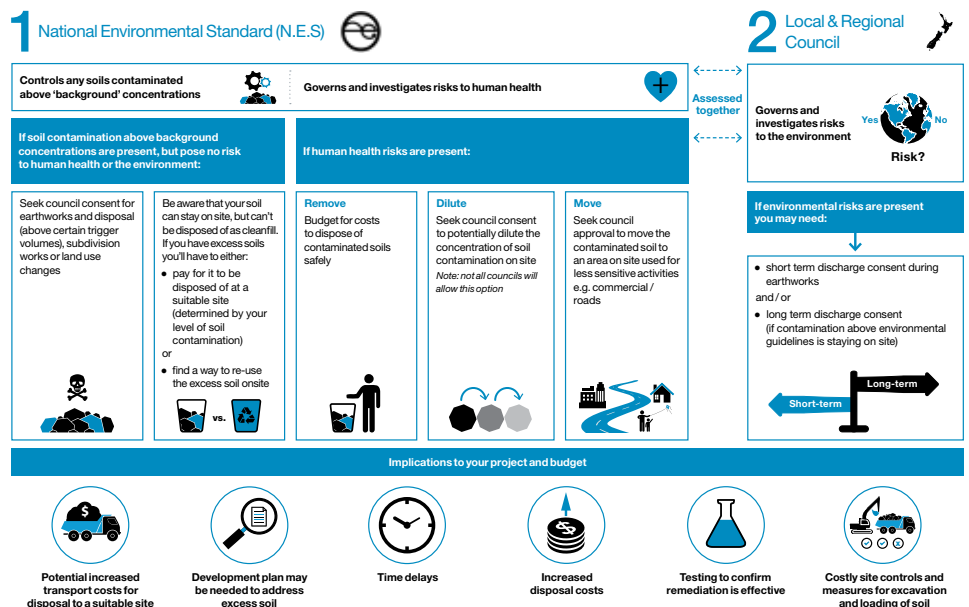 1 National Environmental Standard (N.E.S)
Controls any soils contaminated
above ‘background’ concentrations
Governs and investigates risks to human health
If soil contamination above background
concentrations are present, but pose no risk
to human health or the environment:
If human health risks are present:
Seek council consent for
earthworks and disposal
(above certain trigger
volumes), subdivision
works or land use
changes
Be aware that your soil
can stay on site, but can’t
be disposed of as cleanfill.
If you have excess soils
you’ll have to either:
• pay for it to be
disposed of at a
suitable site
(determined by your
level of soil
contamination)
or
• find a way to re-use
the excess soil onsite
vs.
Remove
Budget for costs
to dispose of
contaminated soils
safely
Dilute
Seek council consent
to potentially dilute the
concentration of soil
contamination on site
Note: not all councils will
allow this option
Move
Seek council
approval to move the
contaminated soil to
an area on site used for
less sensitive activities
e.g. commercial /
roads
Assessed
together
2 Local & Regional
Council
Governs and
investigates risks
to the environment
Yes
No
Risk?
If environmental risks are present
you may need:
• short term discharge consent during
earthworks
and / or
• long term discharge consent
(if contamination above environmental
guidelines is staying on site)
Long-term
Short-term
Implications to your project and budget
$
$
Potential increased
transport costs for
disposal to a suitable site
Development plan may
be needed to address
excess soil
Time delays
Increased
disposal costs
Testing to confirm
remediation is effective
Costly site controls and
measures for excavation
and loading of soil